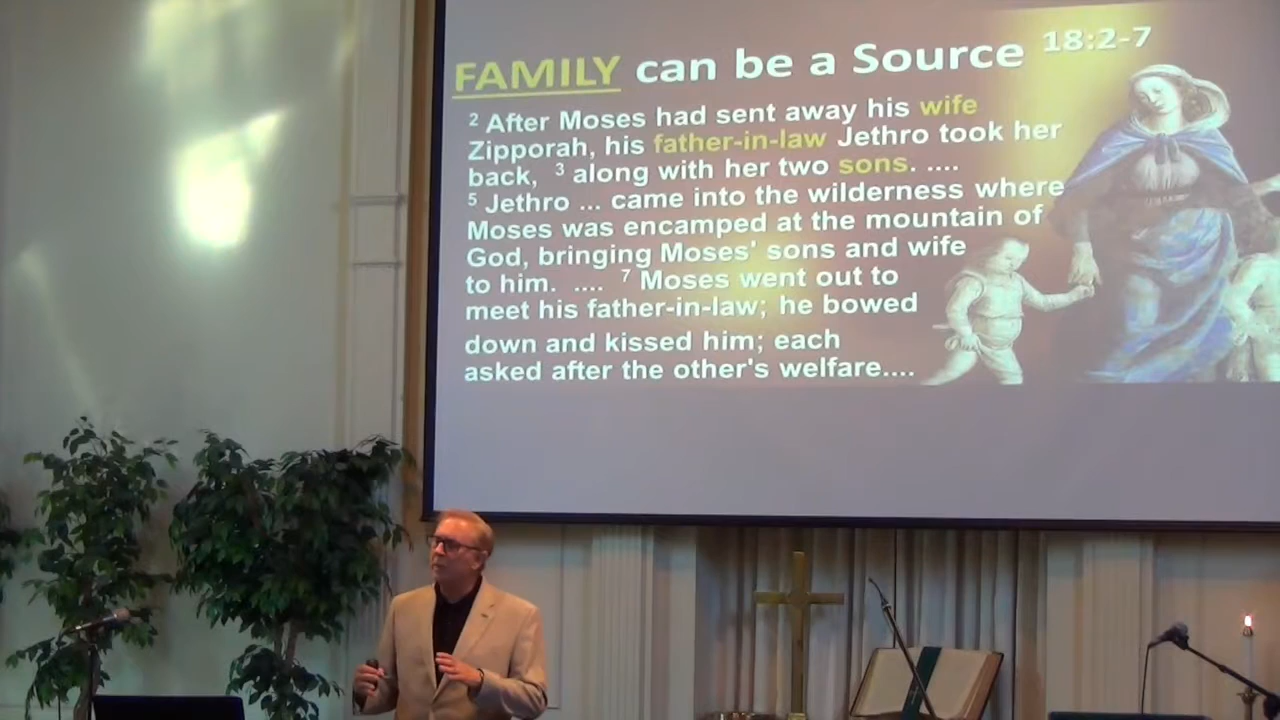 FAMILY can be a Source 18:2-7
2 After Moses had sent away his wife
Zipporah, his father-in-law Jethro took her
back, 3 along with her two sons. ....
5 Jethro ... came into the wilderness where
Moses was encamped at the mountain of
God, bringing Moses' sons and wife
to him. .... 7 Moses went out to
meet his father-in-law; he bowed
down and kissed him; each
asked after the other's welfare....